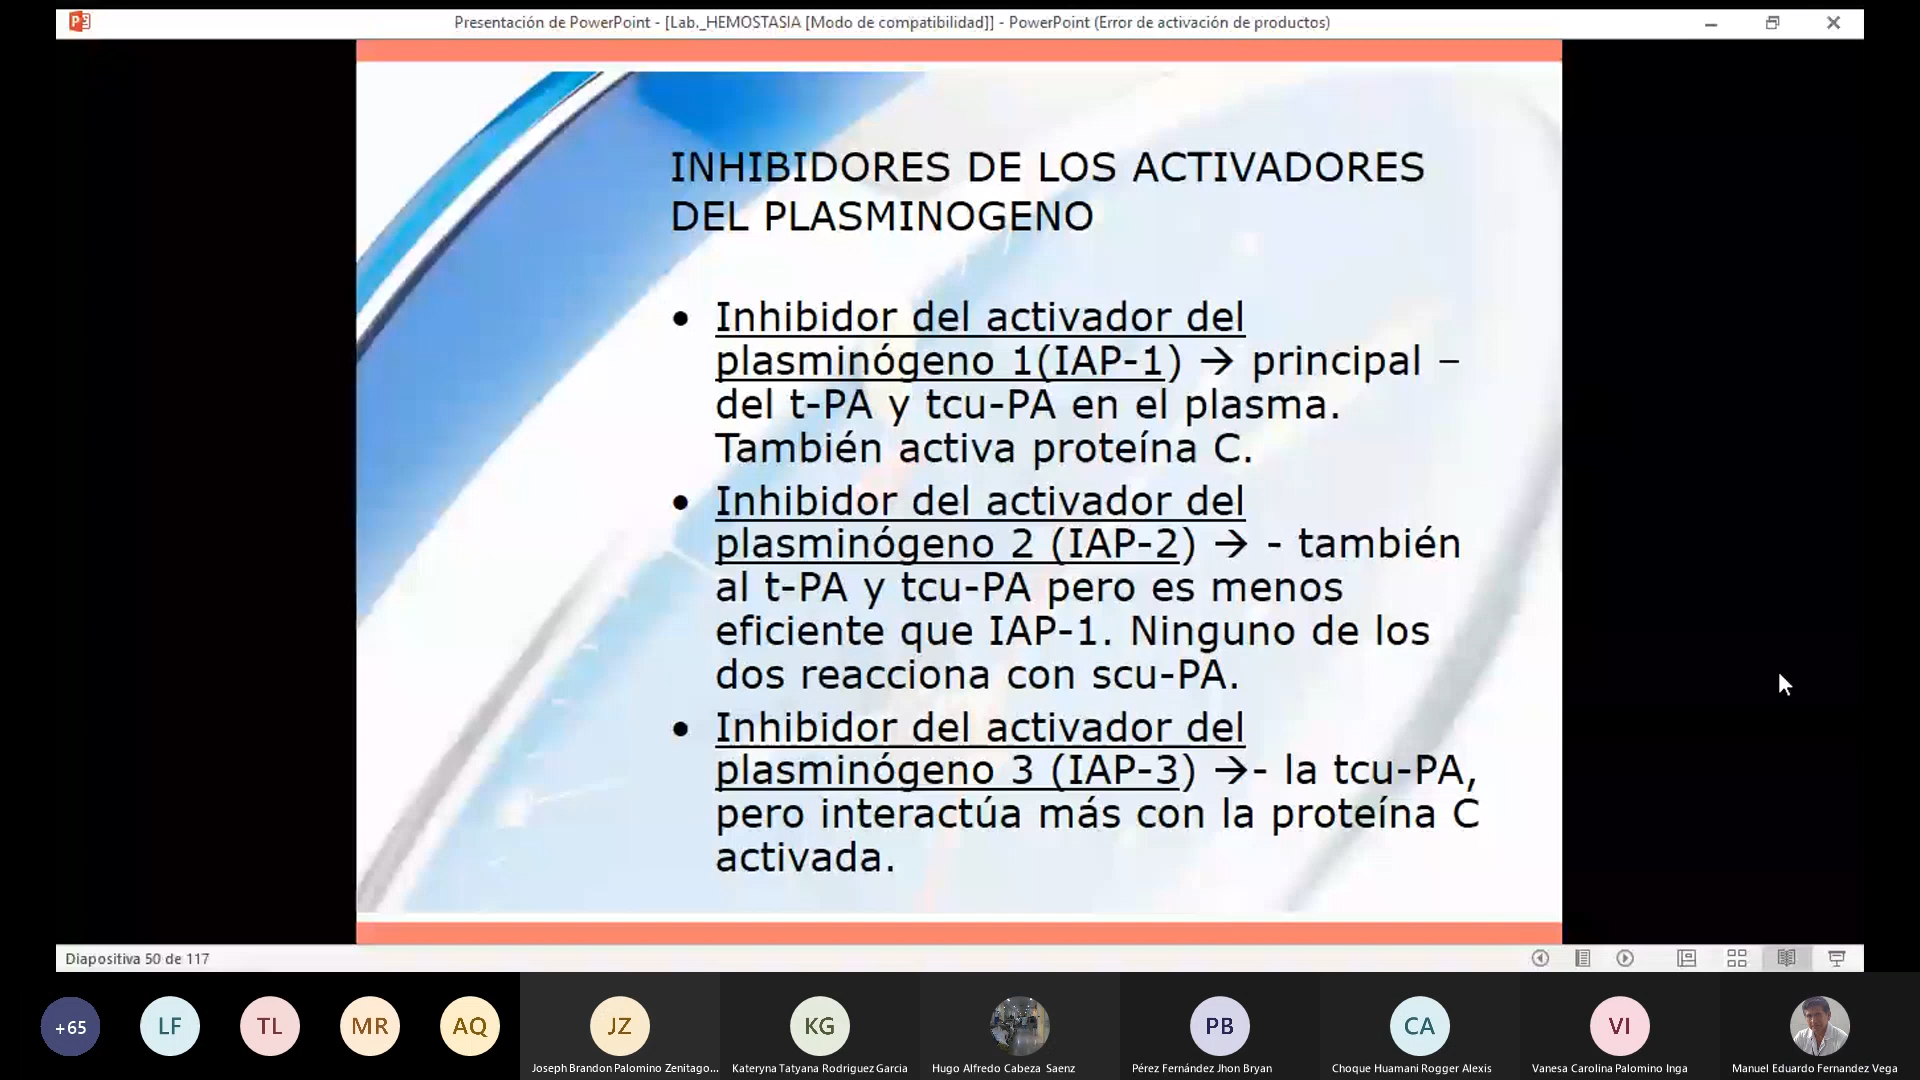 Presentación de PowerPoint - [Lab._HEMOSTASIA [Modo de compatibilidad]] - PowerPoint (Error de activación de productos)
INHIBIDORES DE LOS ACTIVADORES
DEL PLASMINOGENO
• Inhibidor del activador del
plasminógeno 1(IAP-1) → principal –
del t-PA y tcu-PA en el plasma.
También activa proteína C.
• Inhibidor del activador del
plasminógeno 2 (IAP-2) → - también
al t-PA y tcu-PA pero es menos
eficiente que IAP-1. Ninguno de los
dos reacciona con scu-PA.
• Inhibidor del activador del
plasminógeno 3 (IAP-3) →- la tcu-PA,
pero interactúa más con la proteína C
activada.
Diapositiva 50 de 117
+65
LF
TL
MR
AQ
JZ
KG
PB
CA
VI
Joseph Brandon Palomino Zenitago...
Kateryna Tatyana Rodriguez Garcia
Hugo Alfredo Cabeza Saenz
Pérez Fernández Jhon Bryan
Choque Huamani Rogger Alexis
Vanesa Carolina Palomino Inga
Manuel Eduardo Fernandez Vega